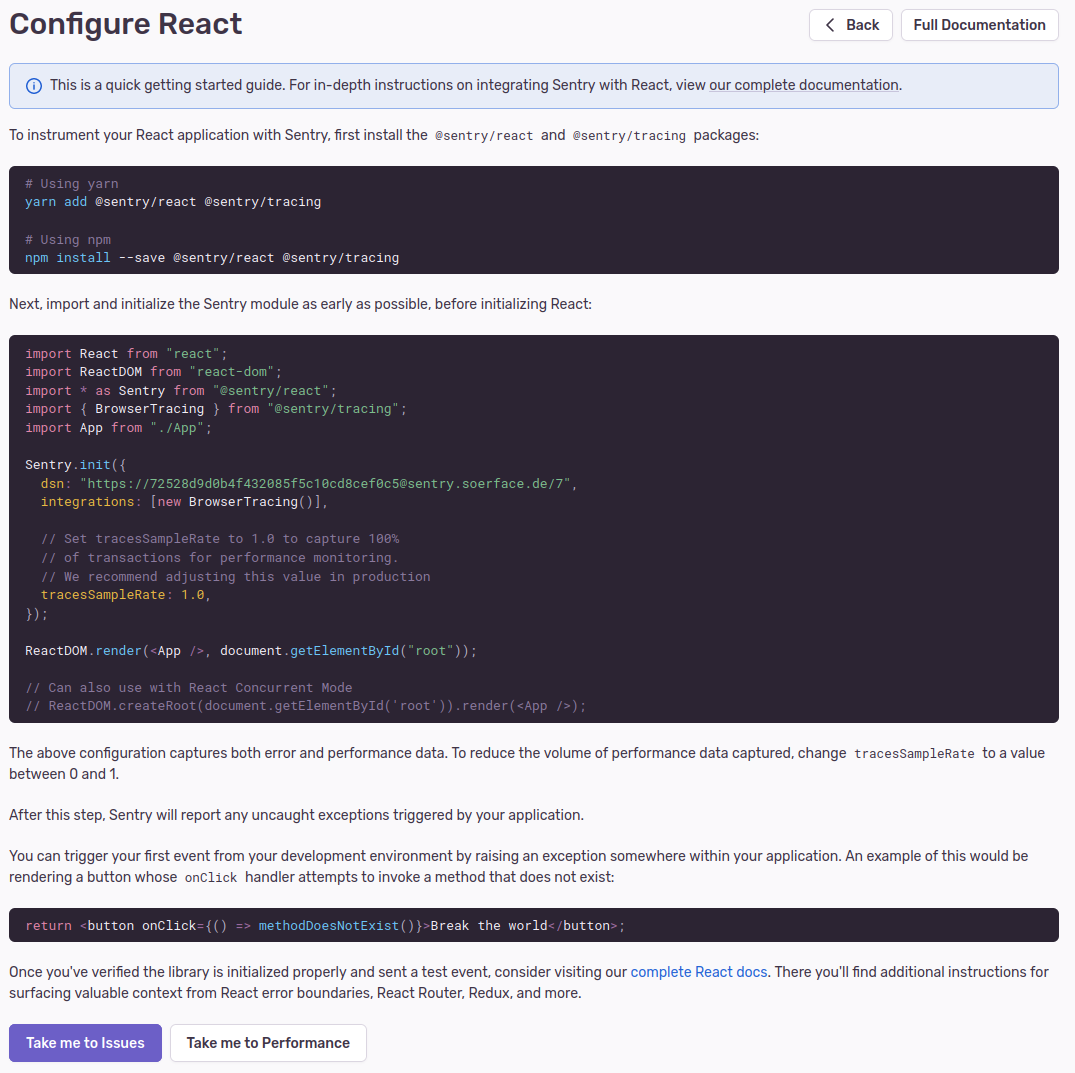 Configure React
Back
Full Documentation
This is a quick getting started guide. For in-depth instructions on integrating Sentry with React, view our complete documentation.
To instrument your React application with Sentry, first install the @sentry/react and @sentry/tracing packages:
# Using yarn
yarn add @sentry/react @sentry/tracing
# Using npm
npm install --save @sentry/react @sentry/tracing
Next, import and initialize the Sentry module as early as possible, before initializing React:
import React from "react";
import ReactDOM from "react-dom";
import * as Sentry from "@sentry/react";
import { BrowserTracing } from "@sentry/tracing";
import App from "./App";
Sentry.init({
  dsn: "https://72528d9d0b4f432085f5c10cd8cef0c5@sentry.soerface.de/7",
  integrations: [new BrowserTracing()],
  // Set tracesSampleRate to 1.0 to capture 100%
  // of transactions for performance monitoring.
  // We recommend adjusting this value in production
  tracesSampleRate: 1.0,
});
ReactDOM.render(<App />, document.getElementById("root"));
// Can also use with React Concurrent Mode
// ReactDOM.createRoot(document.getElementById('root')).render(<App />);
The above configuration captures both error and performance data. To reduce the volume of performance data captured, change tracesSampleRate to a value
between 0 and 1.
After this step, Sentry will report any uncaught exceptions triggered by your application.
You can trigger your first event from your development environment by raising an exception somewhere within your application. An example of this would be
rendering a button whose onClick handler attempts to invoke a method that does not exist:
return <button onClick={() => methodDoesNotExist()}>Break the world</button>;
Once you've verified the library is initialized properly and sent a test event, consider visiting our complete React docs. There you'll find additional instructions for
surfacing valuable context from React error boundaries, React Router, Redux, and more.
Take me to Issues
Take me to Performance